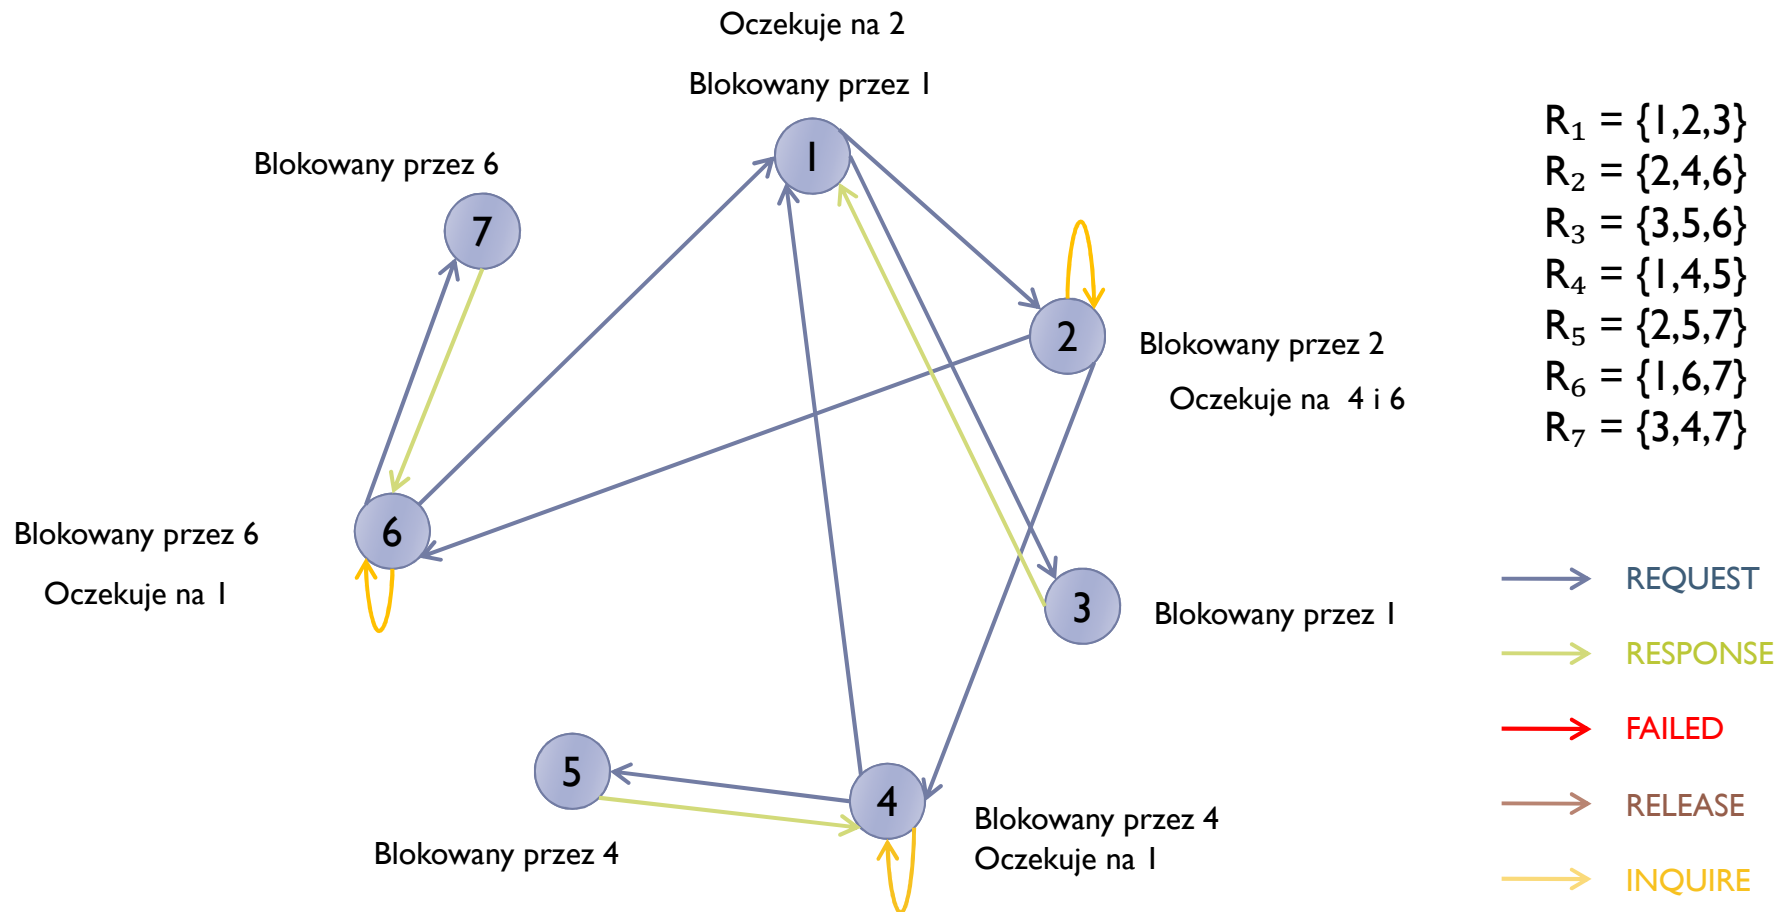 Oczekuje na 2
Blokowany przez 1
1
Blokowany przez 6
7
2
Blokowany przez 2
Oczekuje na 4 i 6
Blokowany przez 6
6
Oczekuje na 1
3
Blokowany przez 1
5
Blokowany przez 4
4
Blokowany przez 4
Oczekuje na 1
R₁ = {1,2,3}
R₂ = {2,4,6}
R₃ = {3,5,6}
R₄ = {1,4,5}
R₅ = {2,5,7}
R₆ = {1,6,7}
R₇ = {3,4,7}
REQUEST
RESPONSE
FAILED
RELEASE
INQUIRE